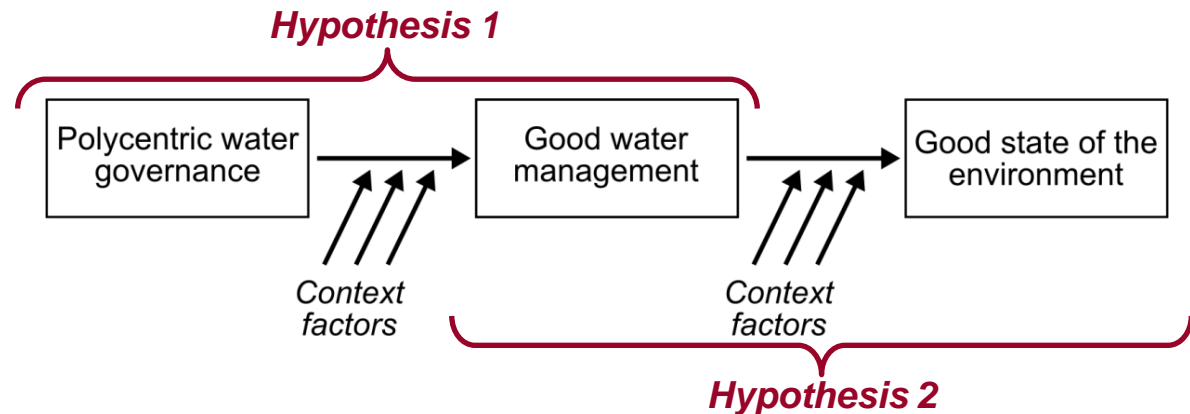 Hypothesis 1
Polycentric water
governance
Good water
management
Good state of the
environment
Context
factors
Context
factors
Hypothesis 2